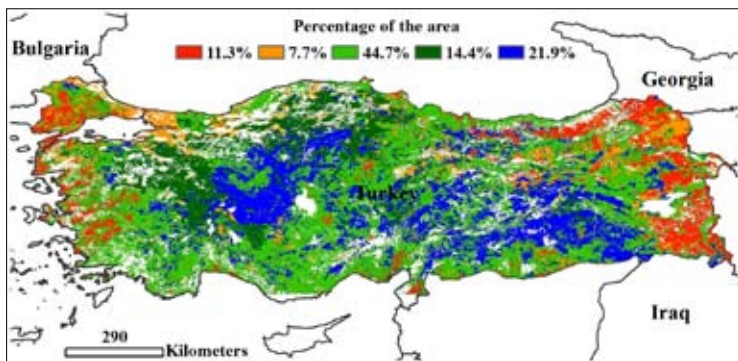 Percentage of the area
Bulgaria
11.3% 7.7% 44.7% 14.4% 21.9%
Georgia
Turkey
Iraq
290
Kilometers